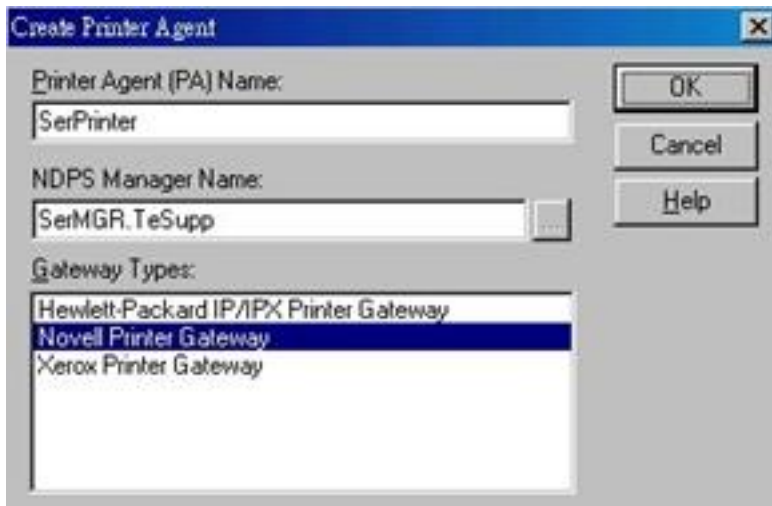 Create Printer Agent
Printer Agent (PA) Name:
SerPrinter
NDPS Manager Name:
SerMGR.TeSupp
...
Gateway Types:
Hewlett-Packard IP/IPX Printer Gateway
Novell Printer Gateway
Xerox Printer Gateway
OK
Cancel
Help